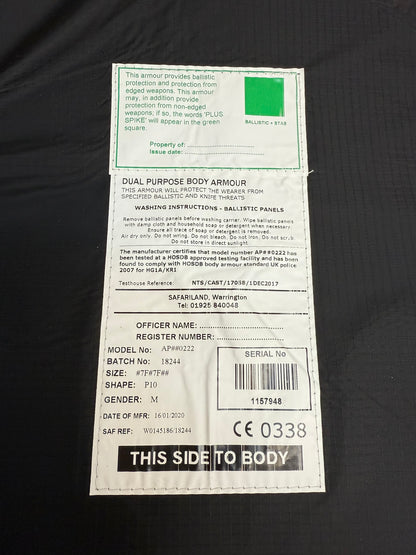 This armour provides ballistic
protection and protection from
edged weapons. This armour
may, in addition provide
protection from non-edged
weapons; if so, the words 'PLUS
SPIKE' will appear in the green
square.
BALLISTIC + STAB
Property of:
Issue date:
DUAL PURPOSE BODY ARMOUR
THIS ARMOUR WILL PROTECT THE WEARER FROM
SPECIFIED BALLISTIC AND KNIFE THREATS
WASHING INSTRUCTIONS - BALLISTIC PANELS
Remove ballistic panels before washing carrier. Wipe ballistic panels
with damp cloth and household soap or detergent when necessary.
Ensure all trace of soap or detergent is removed.
Air dry only. Do not wring. Do not bleach. Do not Iron. Do not scrub.
Do not store in direct sunlight.
The manufacturer certifies that model number AP##0222 has
been tested at a HOSDB approved testing facility and has been
found to comply with HOSDB body armour standard UK police
2007 for HG1A/KR1
Testhouse Reference: NTS/CAST/17058/1DEC2017
SAFARILAND, Warrington
Tel: 01925 840048
OFFICER NAME:
REGISTER NUMBER:
MODEL No: AP##0222
BATCH No: 18244
SIZE: #7F#7F##
SHAPE: P10
GENDER: M
DATE OF MFR: 16/01/2020
SAF REF: W0145186/18244
SERIAL No
1157948
CE 0338
THIS SIDE TO BODY